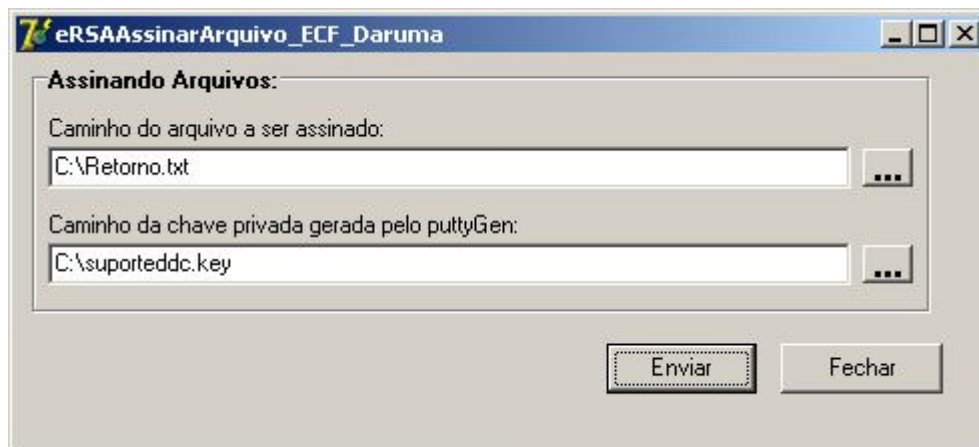 eRSAAssinarArquivo_ECF_Daruma
Assinando Arquivos:
Caminho do arquivo a ser assinado:
C:\Retorno.txt
...
Caminho da chave privada gerada pelo puttyGen:
C:\suporteddc.key
...
Enviar Fechar